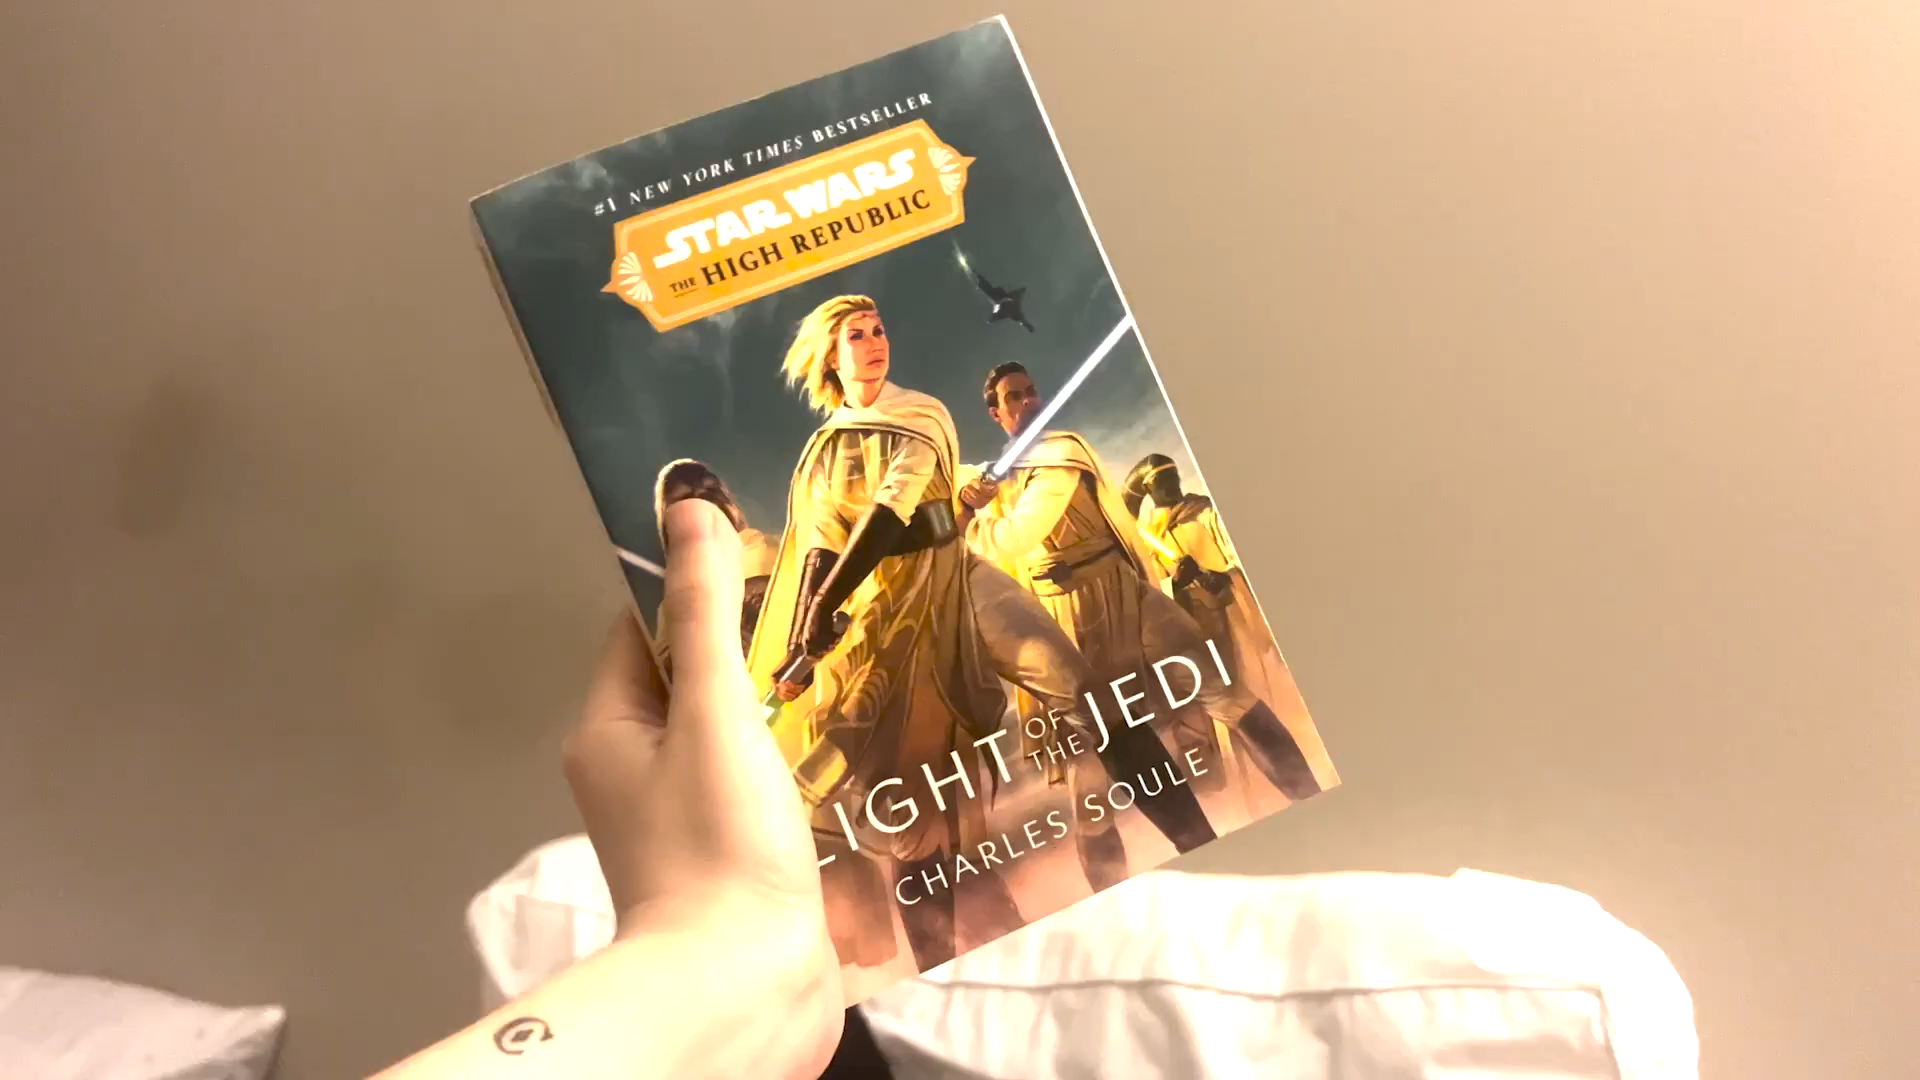 #1 NEW YORK TIMES BESTSELLER
STAR WARS
THE HIGH REPUBLIC
LIGHT OF THE JEDI
CHARLES SOULE